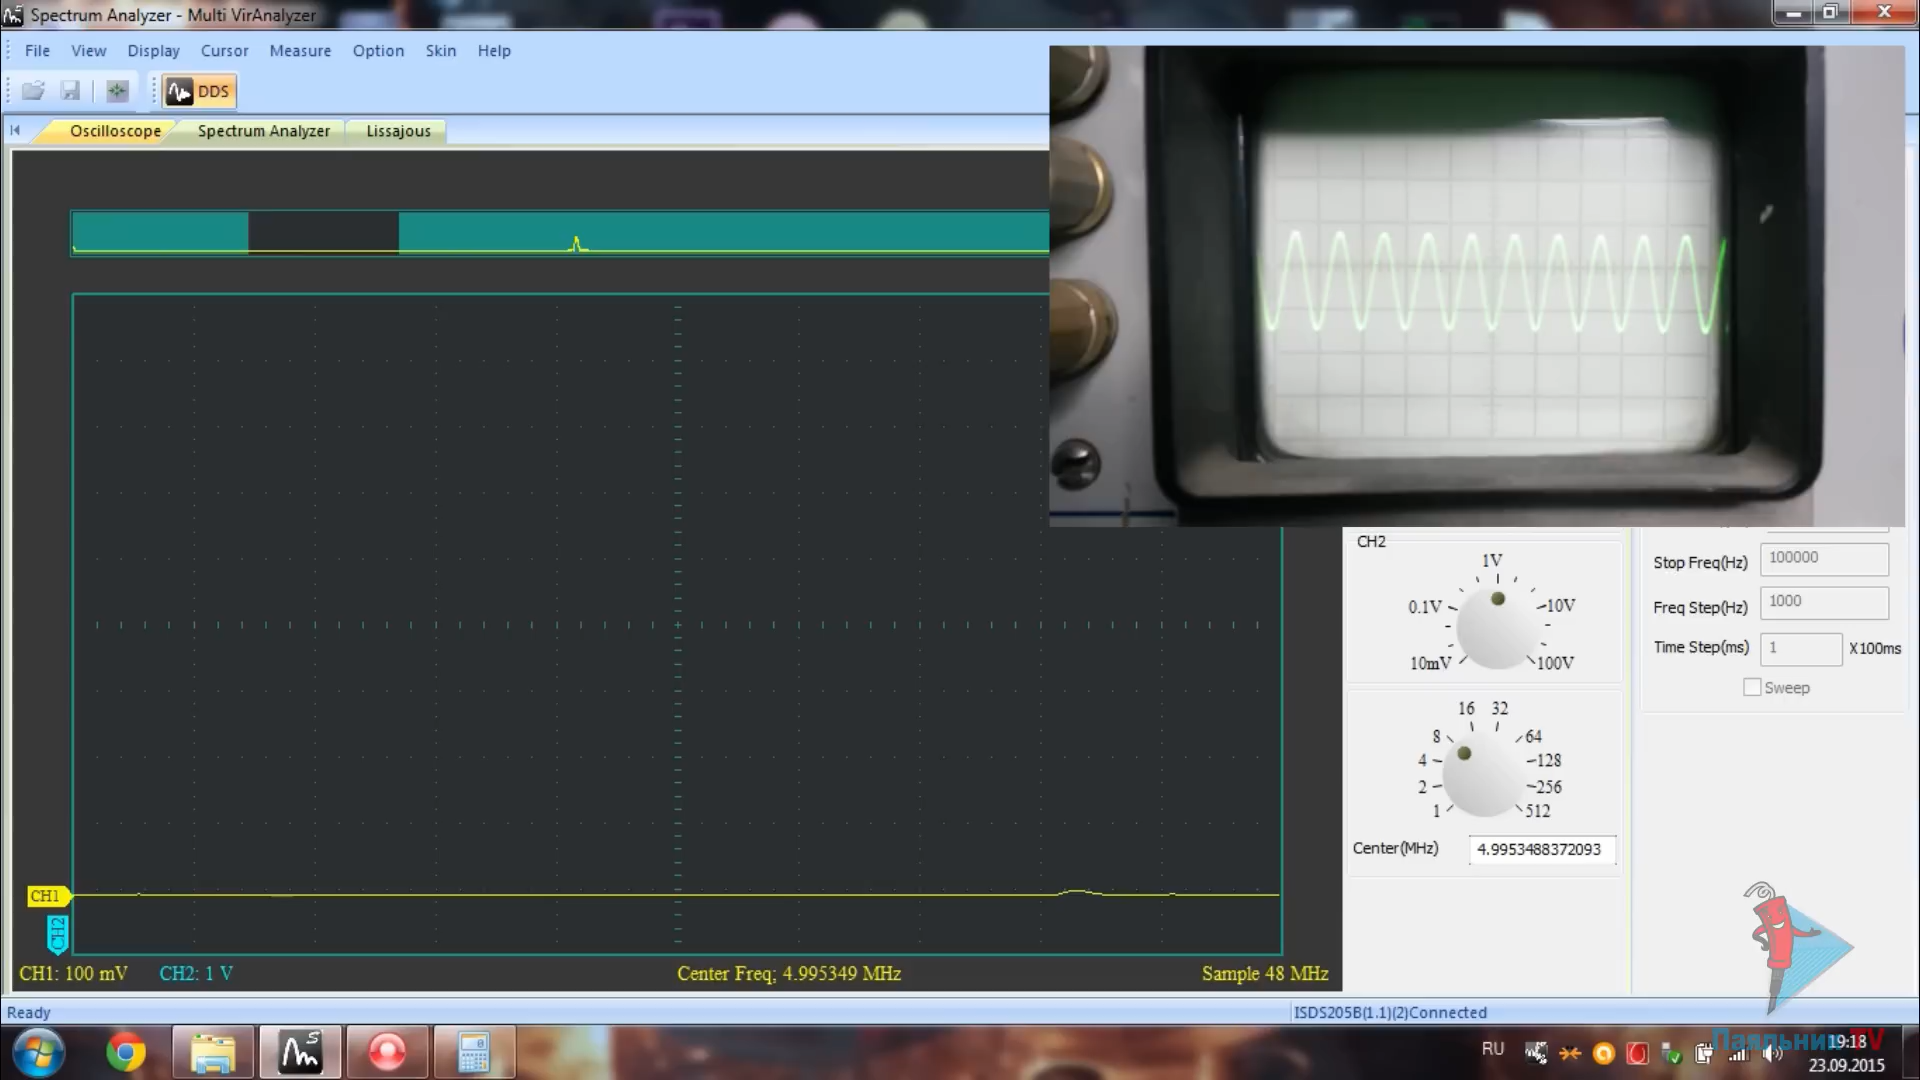 Spectrum Analyzer - Multi VirAnalyzer
File View Display Cursor Measure Option Skin Help
DDS
Oscilloscope Spectrum Analyzer Lissajous
CH2
1V
0.1V 10V
10mV 100V
16 32
8 64
4 128
2 256
1 512
Center(MHz) 4.9953488372093
Stop Freq(Hz) 100000
Freq Step(Hz) 1000
Time Step(ms) 1 X100ms
Sweep
CH1
CH2
CH1: 100 mV CH2: 1 V Center Freq; 4.995349 MHz Sample 48 MHz
Ready ISDS205B(1.1)(2)Connected
RU
Паяльник TV
19:18
23.09.2015